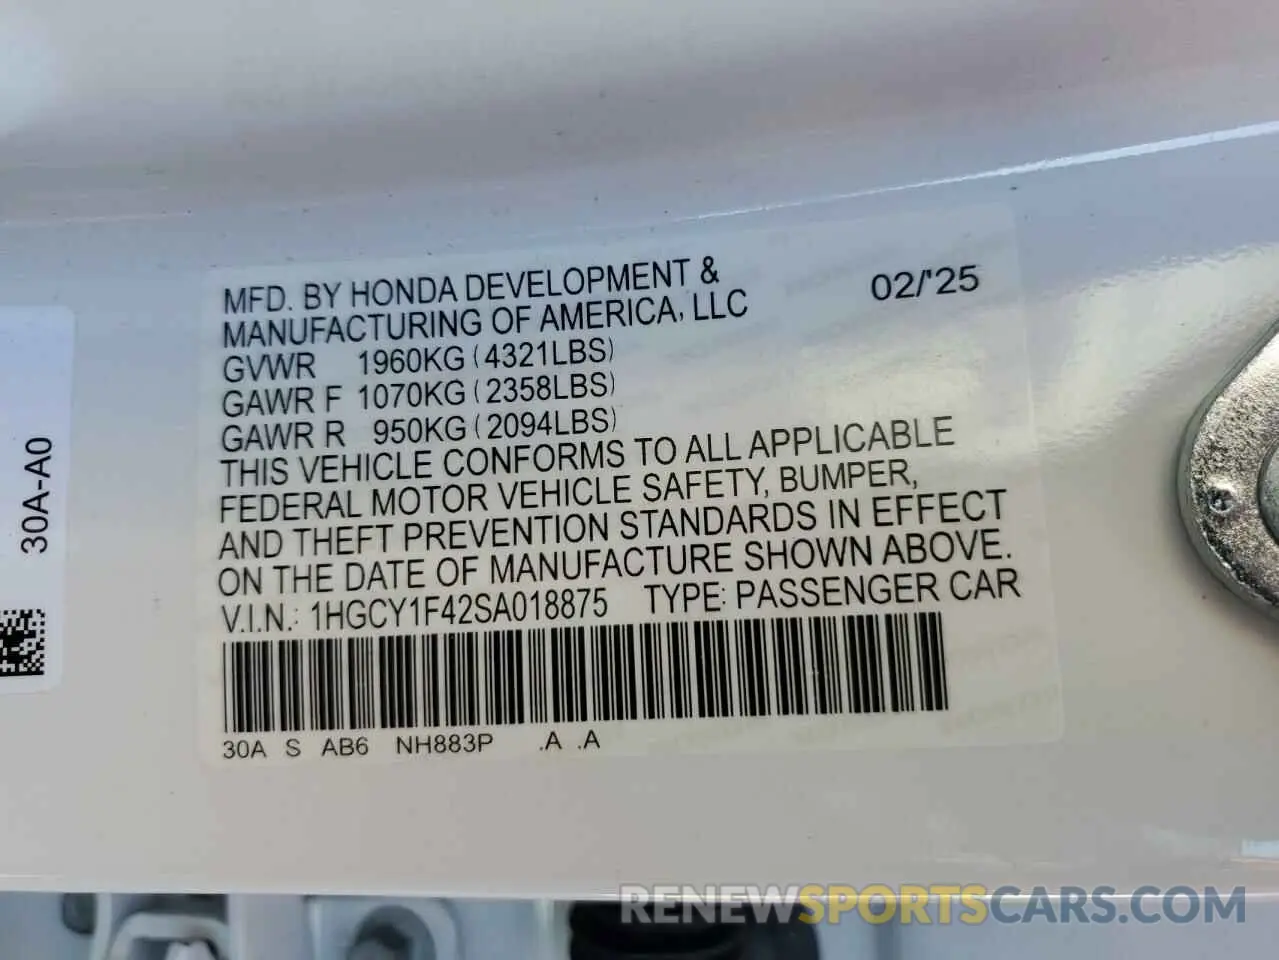 MFD. BY HONDA DEVELOPMENT & 02/'25
MANUFACTURING OF AMERICA, LLC
GVWR 1960KG (4321LBS)
GAWR F 1070KG (2358LBS)
GAWR R 950KG (2094LBS)
THIS VEHICLE CONFORMS TO ALL APPLICABLE
FEDERAL MOTOR VEHICLE SAFETY, BUMPER,
AND THEFT PREVENTION STANDARDS IN EFFECT
ON THE DATE OF MANUFACTURE SHOWN ABOVE.
V.I.N.: 1HGCY1F42SA018875 TYPE: PASSENGER CAR
30A S AB6 NH883P .A .A
30A-A0
RENEWSPORTSCARS.COM